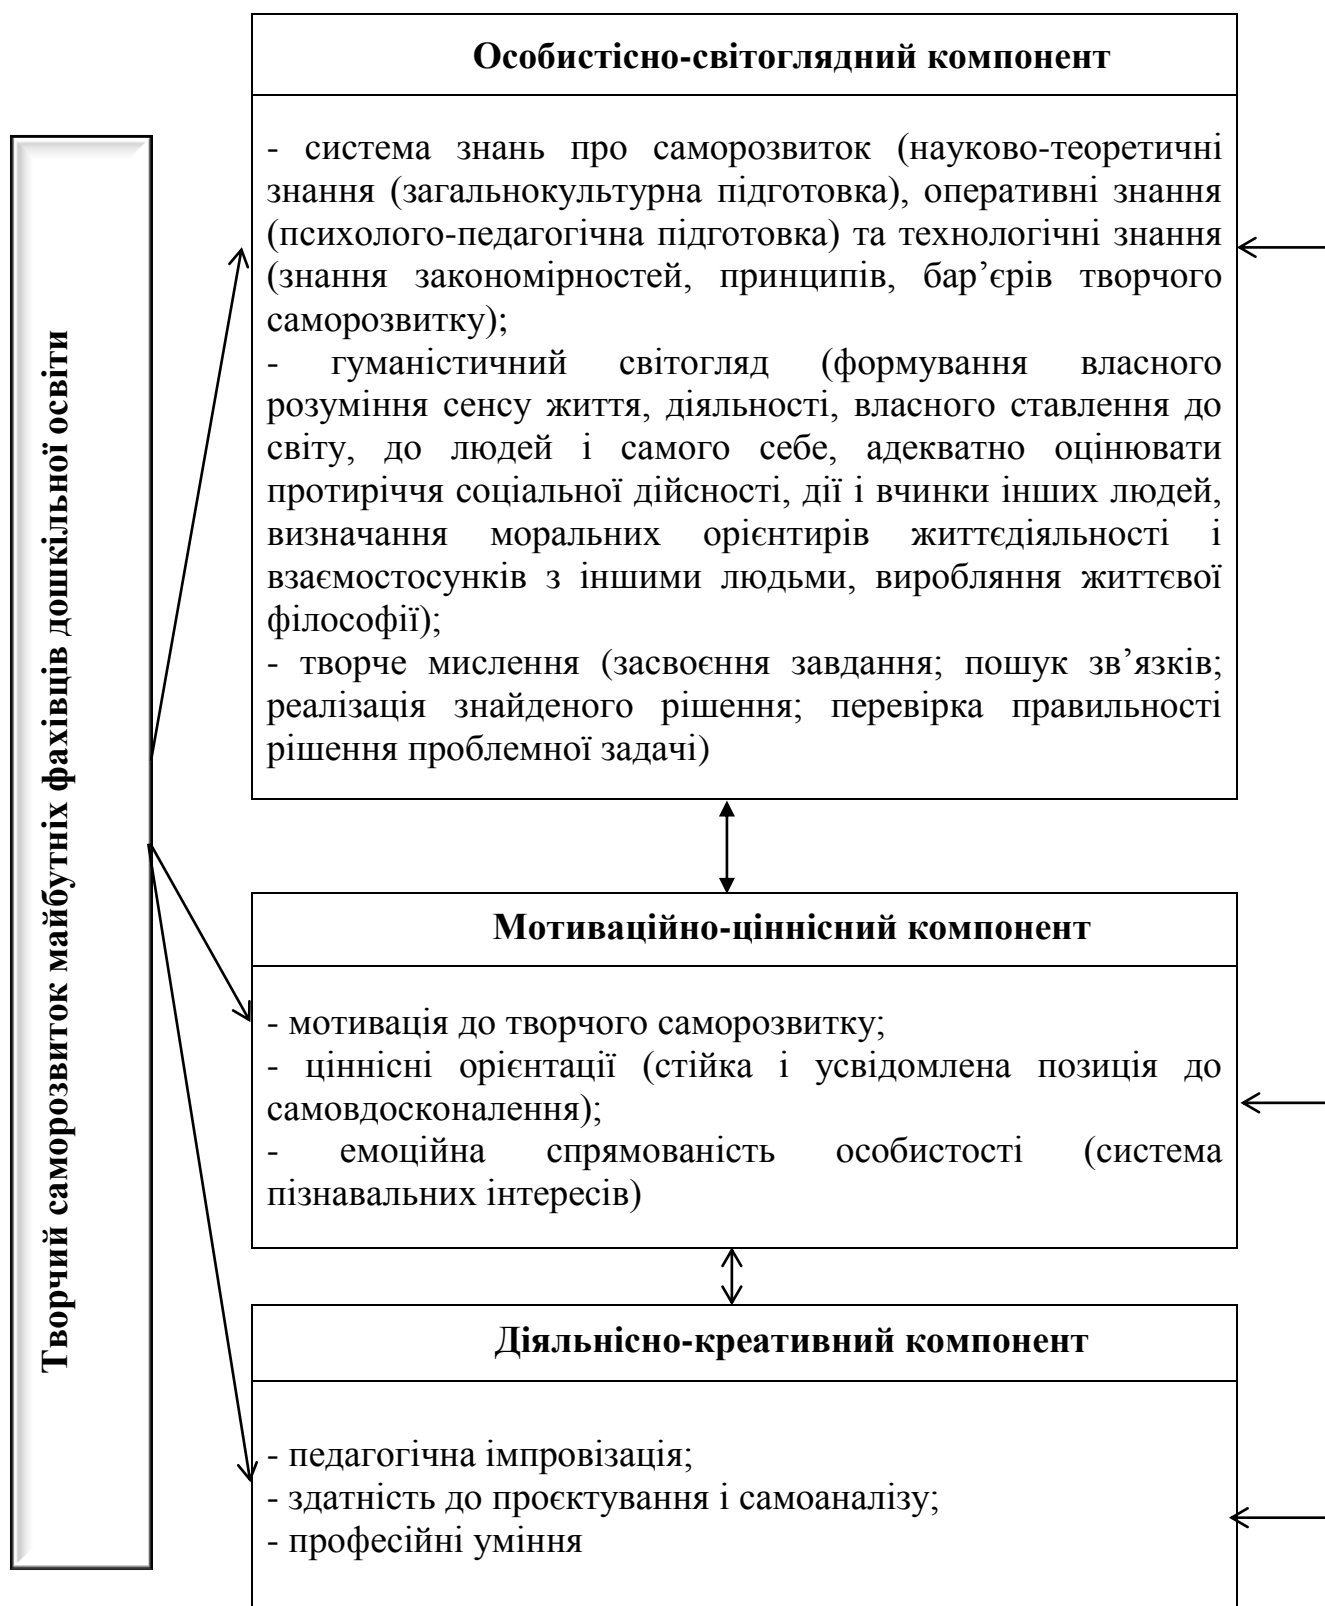 Творчий саморозвиток майбутніх фахівців дошкільної освіти
Особистісно-світоглядний компонент
- система знань про саморозвиток (науково-теоретичні
знання (загальнокультурна підготовка), оперативні знання
(психолого-педагогічна підготовка) та технологічні знання
(знання закономірностей, принципів, бар’єрів творчого
саморозвитку);
- гуманістичний світогляд (формування власного
розуміння сенсу життя, діяльності, власного ставлення до
світу, до людей і самого себе, адекватно оцінювати
протиріччя соціальної дійсності, дії і вчинки інших людей,
визначання моральних орієнтирів життєдіяльності і
взаємостосунків з іншими людьми, виробляння життєвої
філософії);
- творче мислення (засвоєння завдання; пошук зв’язків;
реалізація знайденого рішення; перевірка правильності
рішення проблемної задачі)
Мотиваційно-ціннісний компонент
- мотивація до творчого саморозвитку;
- ціннісні орієнтації (стійка і усвідомлена позиція до
самовдосконалення);
- емоційна спрямованість особистості (система
пізнавальних інтересів)
Діяльнісно-креативний компонент
- педагогічна імпровізація;
- здатність до проєктування і самоаналізу;
- професійні уміння